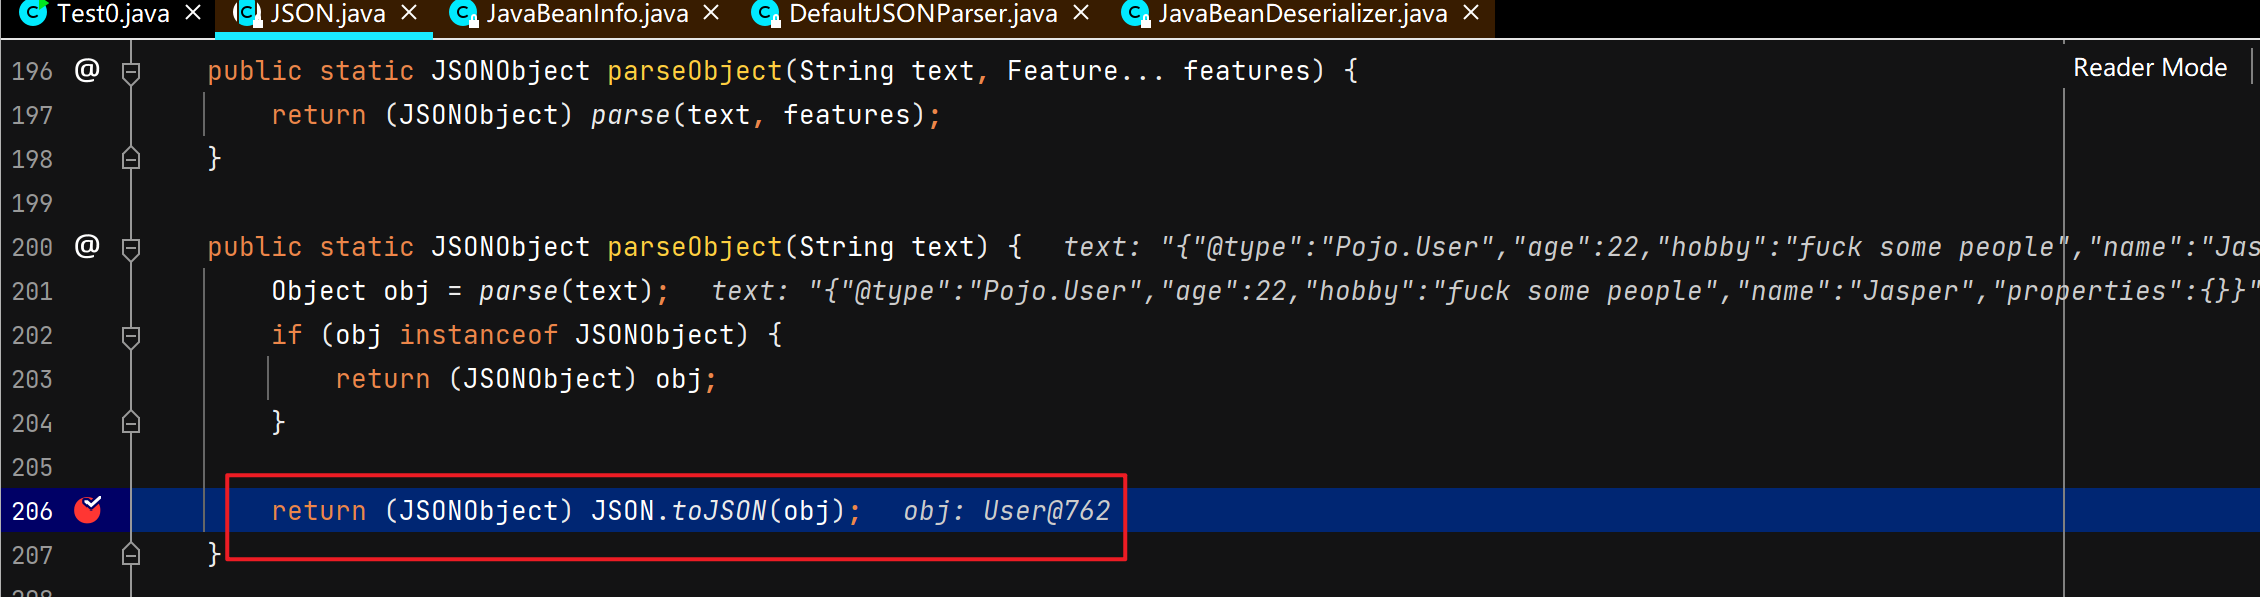 Test0.java JSON.java JavaBeanInfo.java DefaultJSONParser.java JavaBeanDeserializer.java
Reader Mode
196 @ public static JSONObject parseObject(String text, Feature... features) {
197 return (JSONObject) parse(text, features);
198 }
199
200 @ public static JSONObject parseObject(String text) { text: "{"@type":"Pojo.User","age":22,"hobby":"fuck some people","name":"Jas
201 Object obj = parse(text); text: "{"@type":"Pojo.User","age":22,"hobby":"fuck some people","name":"Jasper","properties":{}}"
202 if (obj instanceof JSONObject) {
203 return (JSONObject) obj;
204 }
205
206 return (JSONObject) JSON.toJSON(obj); obj: User@762
207 }
208